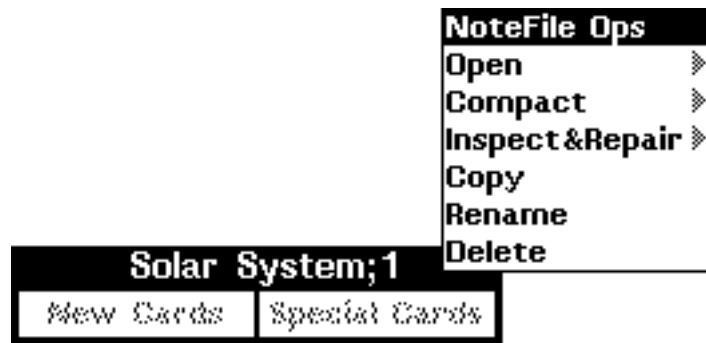 NoteFile Ops
Open
Compact
Inspect&Repair
Copy
Rename
Delete
Solar System;1
New Cards Special Cards